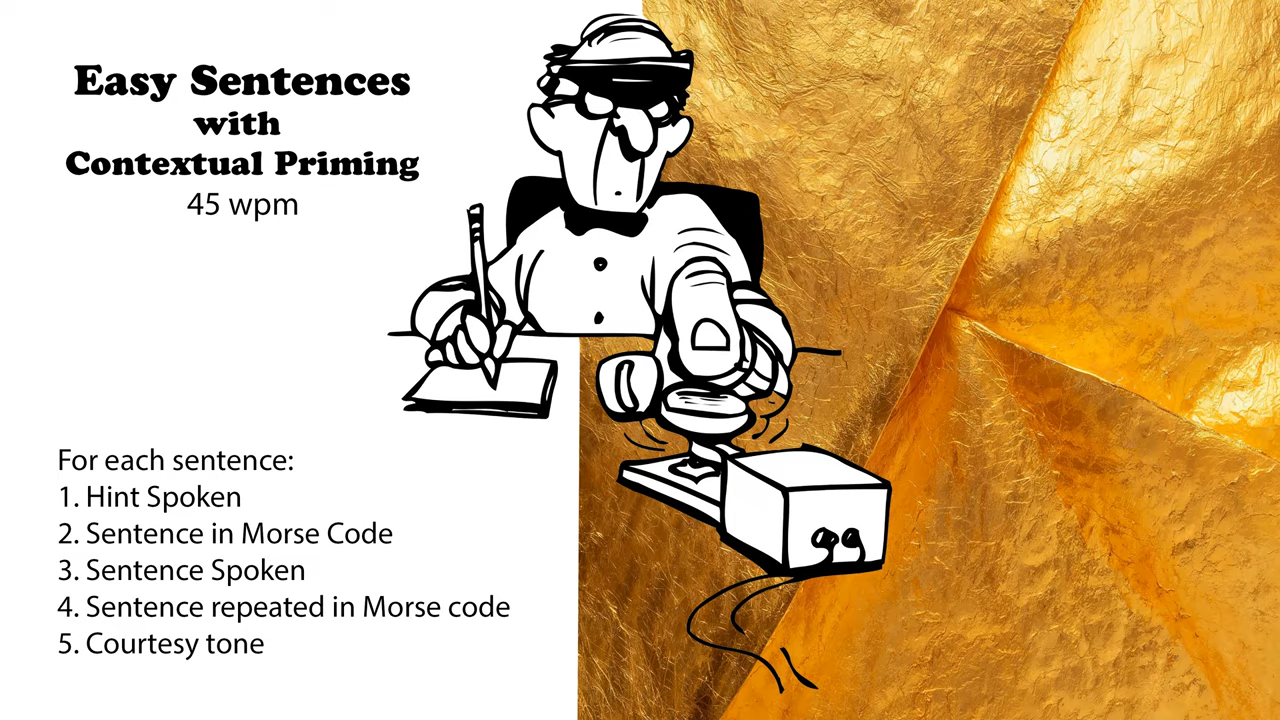 Easy Sentences
with
Contextual Priming
45 wpm
For each sentence:
1. Hint Spoken
2. Sentence in Morse Code
3. Sentence Spoken
4. Sentence repeated in Morse code
5. Courtesy tone